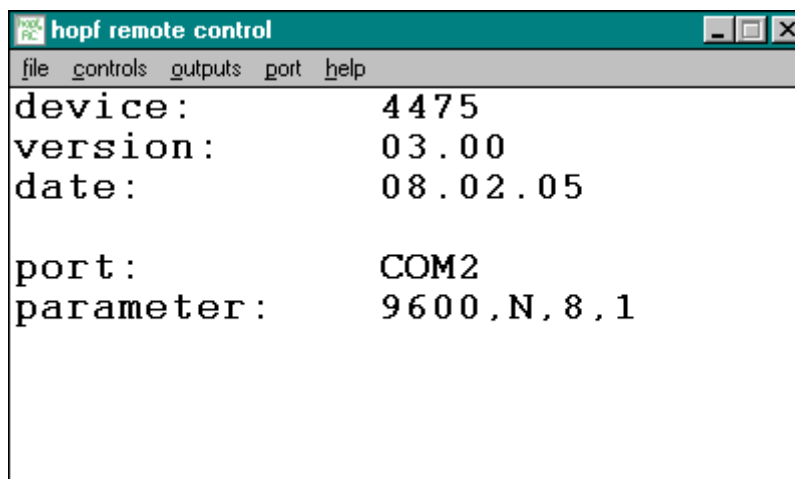 hopf remote control
file controls outputs port help
device: 4475
version: 03.00
date: 08.02.05
port: COM2
parameter: 9600,N,8,1